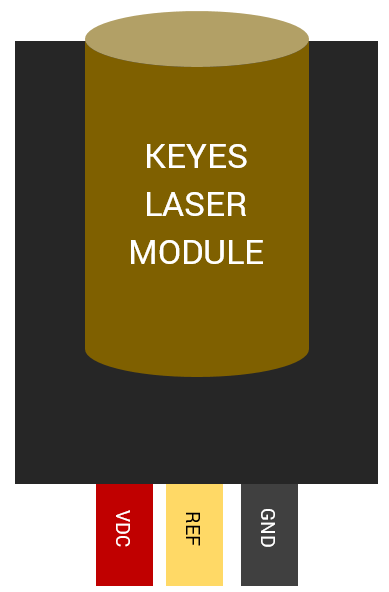 KEYES
LASER
MODULE
VDC
REF
GND